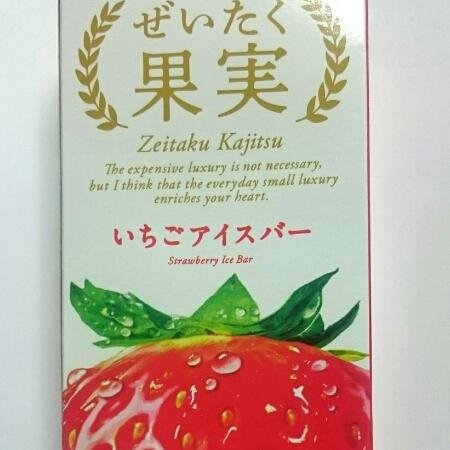 ぜいたく
果実
Zeitaku Kajitsu
The expensive luxury is not necessary,
but I think that the everyday small luxury
enriches your heart.
いちごアイスバー
Strawberry Ice Bar